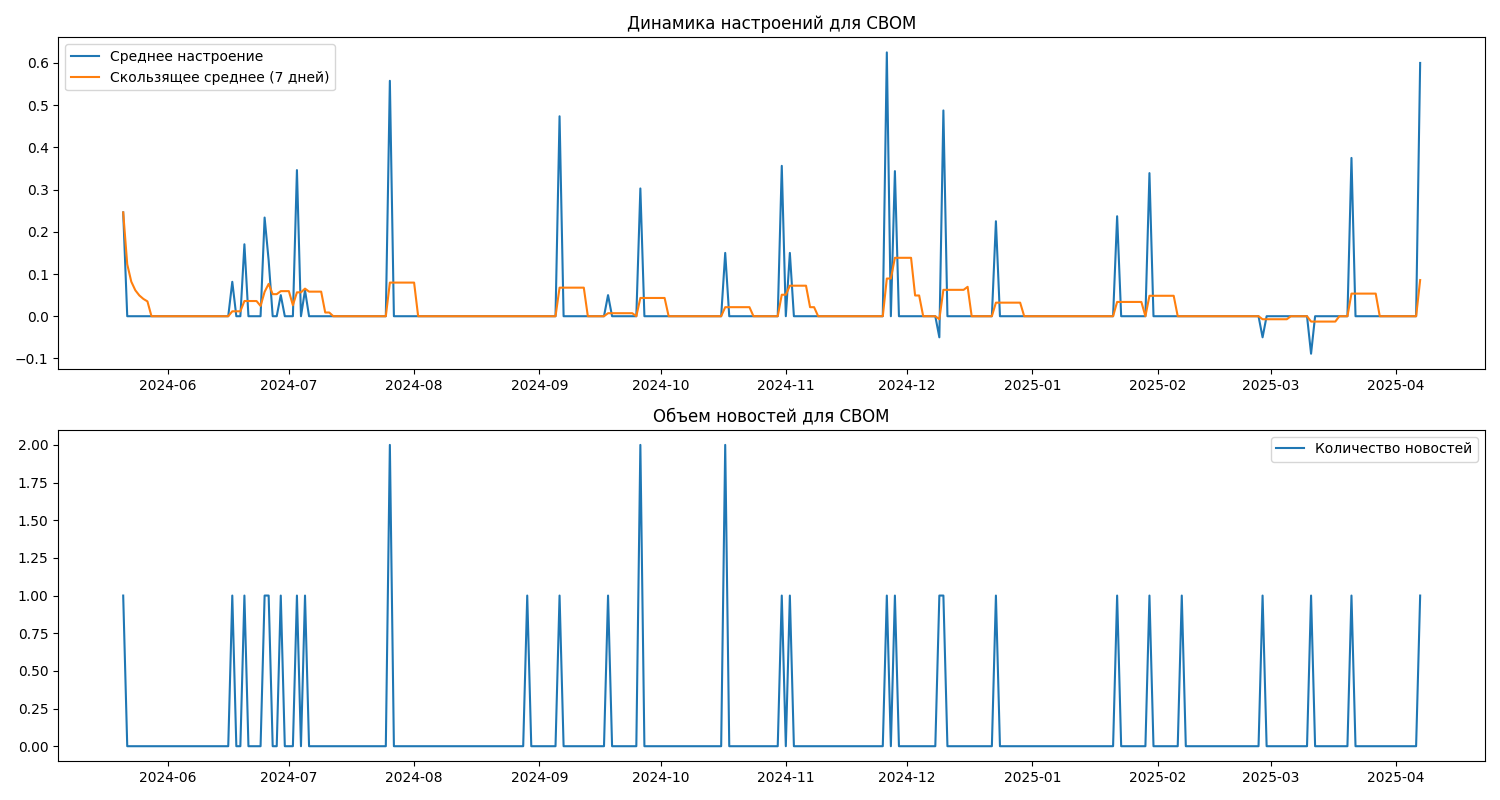 Динамика настроений для CBOM
Среднее настроение
Скользящее среднее (7 дней)
0.6
0.5
0.4
0.3
0.2
0.1
0.0
−0.1
2024-06 2024-07 2024-08 2024-09 2024-10 2024-11 2024-12 2025-01 2025-02 2025-03 2025-04
Объем новостей для CBOM
Количество новостей
2.00
1.75
1.50
1.25
1.00
0.75
0.50
0.25
0.00
2024-06 2024-07 2024-08 2024-09 2024-10 2024-11 2024-12 2025-01 2025-02 2025-03 2025-04